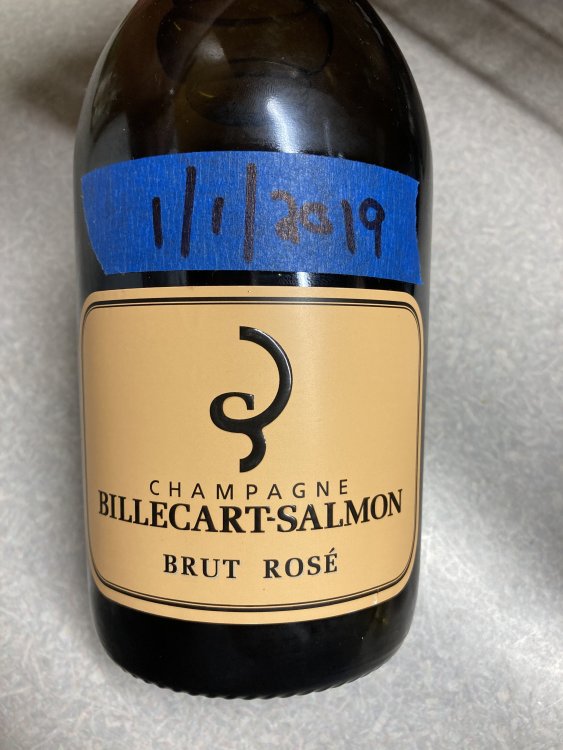 1/1/2019
CHAMPAGNE
BILLECART-SALMON
BRUT ROSÉ